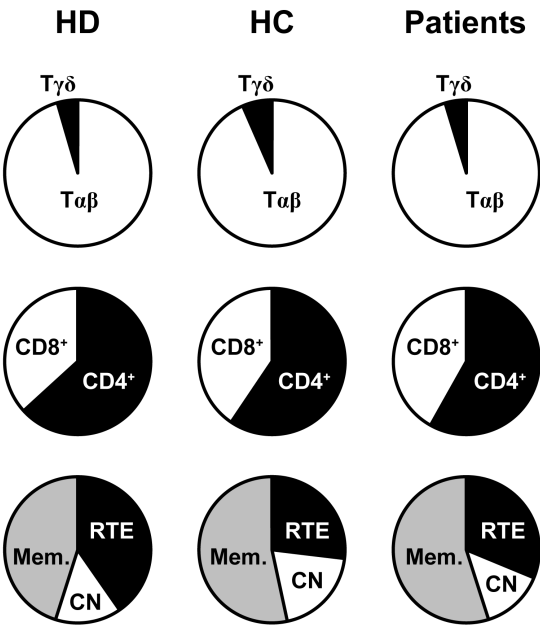 HD HC Patients
Tγδ Tγδ Tγδ
Tαβ Tαβ Tαβ
CD8⁺ CD8⁺ CD8⁺
CD4⁺ CD4⁺ CD4⁺
RTE RTE RTE
Mem. Mem. Mem.
CN CN CN